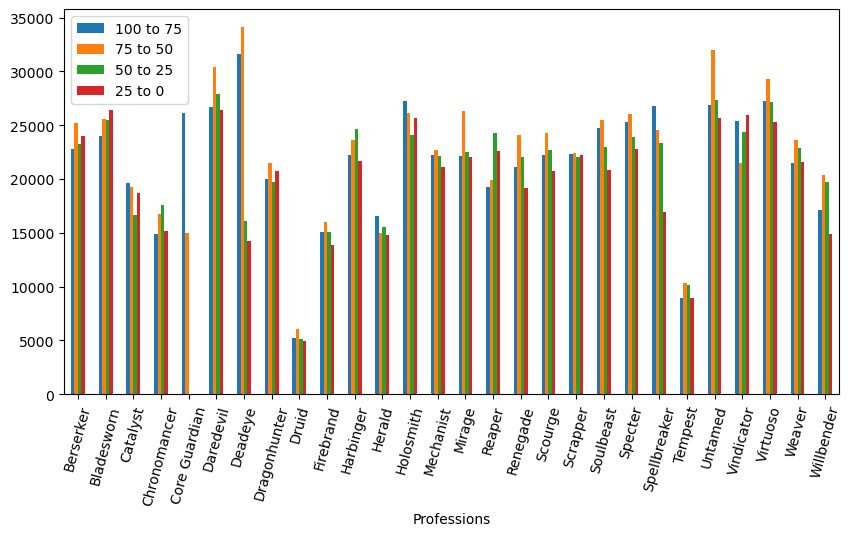 35000
30000
25000
20000
15000
10000
5000
0
100 to 75
75 to 50
50 to 25
25 to 0
Berserker
Bladesworn
Catalyst
Chronomancer
Core Guardian
Daredevil
Deadeye
Dragonhunter
Druid
Firebrand
Harbinger
Herald
Holosmith
Mechanist
Mirage
Reaper
Renegade
Scourge
Scrapper
Soulbeast
Specter
Spellbreaker
Tempest
Untamed
Vindicator
Virtuoso
Weaver
Willbender
Professions